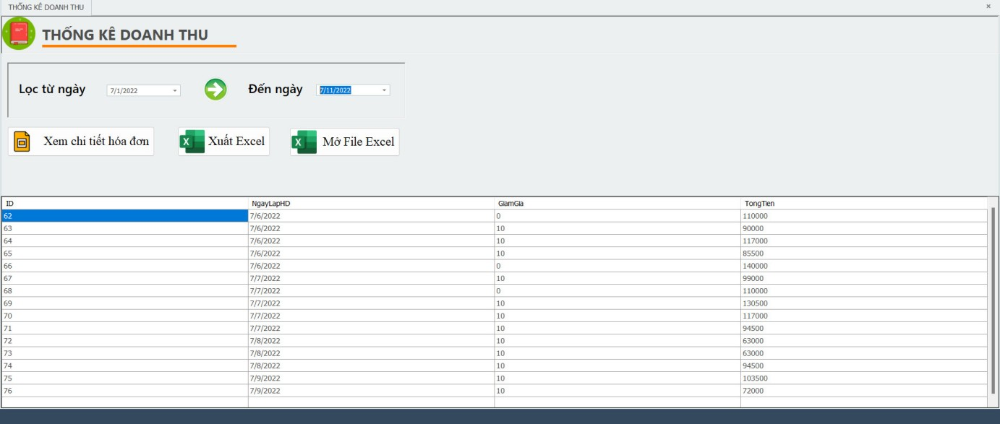 THỐNG KÊ DOANH THU
×
THỐNG KÊ DOANH THU
Lọc từ ngày 7/1/2022 Đến ngày 7/11/2022
Xem chi tiết hóa đơn Xuất Excel Mở File Excel
ID NgayLapHD GiamGia TongTien
62 7/6/2022 0 110000
63 7/6/2022 10 90000
64 7/6/2022 10 117000
65 7/6/2022 10 85500
66 7/6/2022 0 140000
67 7/7/2022 10 99000
68 7/7/2022 0 110000
69 7/7/2022 10 130500
70 7/7/2022 10 117000
71 7/7/2022 10 94500
72 7/8/2022 10 63000
73 7/8/2022 10 63000
74 7/8/2022 10 94500
75 7/9/2022 10 103500
76 7/9/2022 10 72000